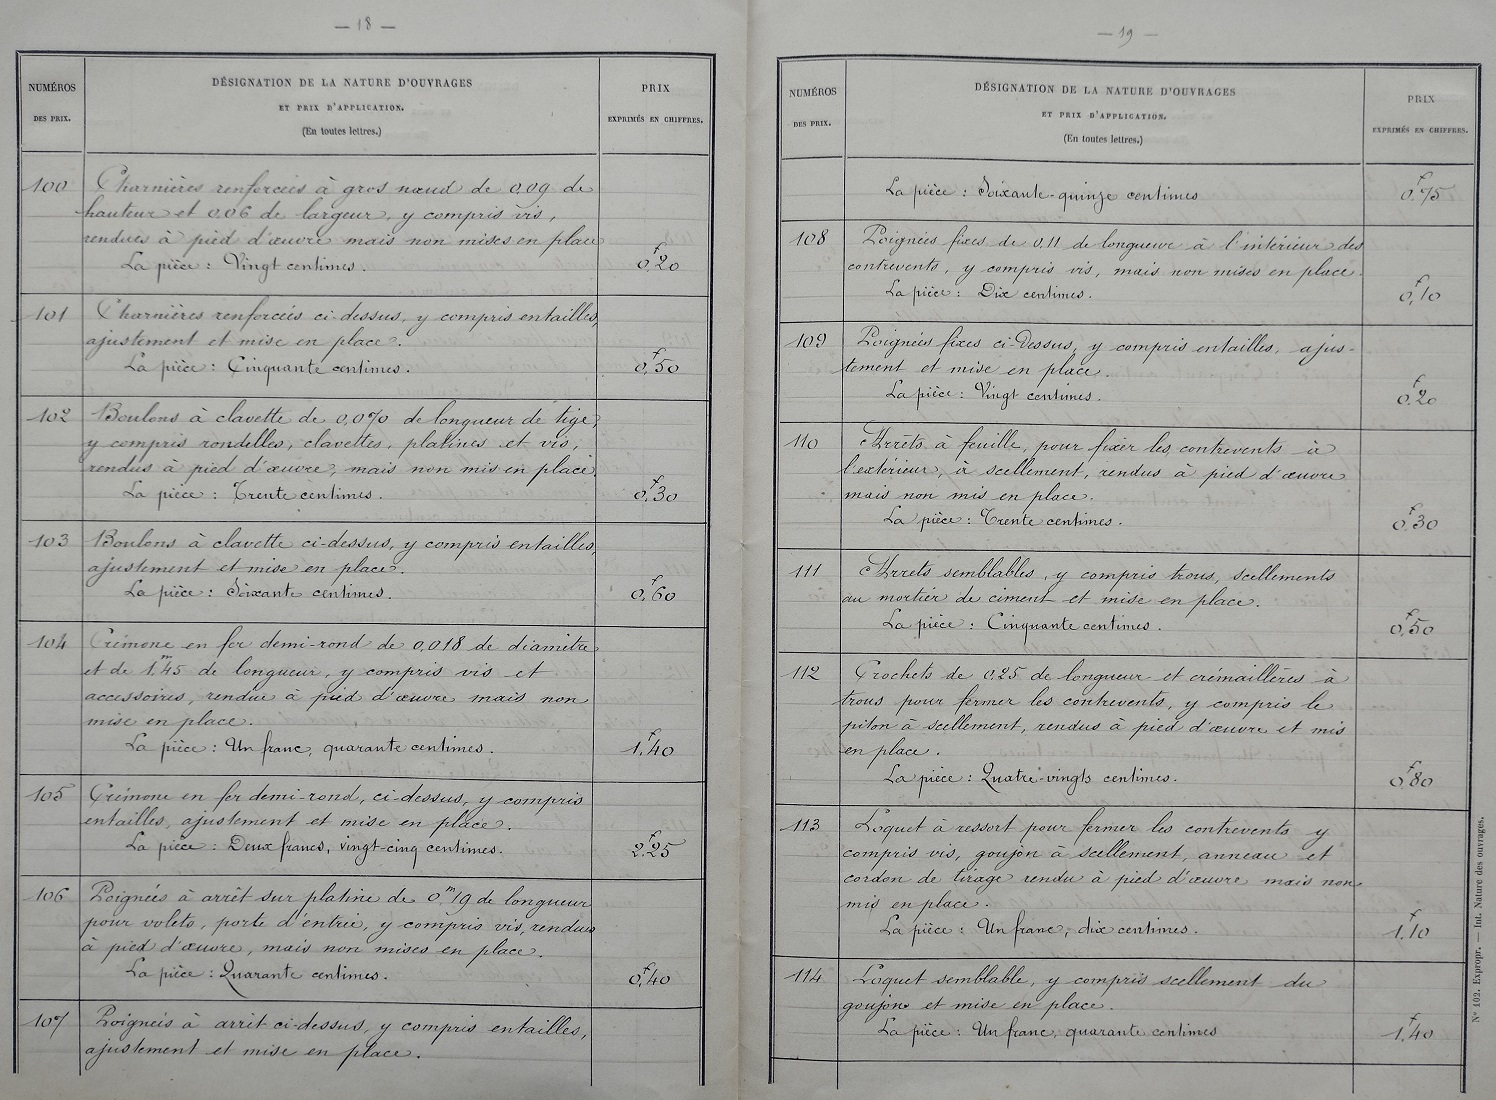 — 18 —
NUMÉROS
DES PRIX.
DÉSIGNATION DE LA NATURE D'OUVRAGES
ET PRIX D'APPLICATION.
(En toutes lettres.)
PRIX
EXPRIMÉS EN CHIFFRES.
100 Charnières renforcées à gros nœud de 0,09 de
hauteur et 0,06 de largeur, y compris vis,
rendues à pied d'œuvre mais non mises en place
La pièce : Vingt centimes. 0f,20
101 Charnières renforcées ci-dessus, y compris entailles,
ajustement et mise en place.
La pièce : Cinquante centimes. 0f,50
102 Boulons à clavette de 0,070 de longueur de tige,
y compris rondelles, clavettes, platines et vis,
rendus à pied d'œuvre, mais non mis en place
La pièce : Trente centimes. 0f,30
103 Boulons à clavette ci-dessus, y compris entailles,
ajustement et mise en place.
La pièce : Soixante centimes. 0f,60
104 Crémone en fer demi-rond de 0,018 de diamètre
et de 1m,45 de longueur, y compris vis et
accessoires, rendue à pied d'œuvre mais non
mise en place.
La pièce : Un franc, quarante centimes. 1f,40
105 Crémone en fer demi-rond, ci-dessus, y compris
entailles, ajustement et mise en place.
La pièce : Deux francs, vingt-cinq centimes. 2f,25
106 Poignées à arrêt sur platine de 0m,19 de longueur
pour volets, porte d'entrée, y compris vis, rendues
à pied d'œuvre, mais non mises en place.
La pièce : Quarante centimes. 0f,40
107 Poignées à arrêt ci-dessus, y compris entailles,
ajustement et mise en place.
— 19 —
NUMÉROS
DES PRIX.
DÉSIGNATION DE LA NATURE D'OUVRAGES
ET PRIX D'APPLICATION.
(En toutes lettres.)
PRIX
EXPRIMÉS EN CHIFFRES.
La pièce : Soixante-quinze centimes 0f,75
108 Poignées fixes de 0,11 de longueur à l'intérieur des
contrevents, y compris vis, mais non mises en place.
La pièce : Dix centimes. 0f,10
109 Poignées fixes ci-dessus, y compris entailles, ajus-
tement et mise en place.
La pièce : Vingt centimes. 0f,20
110 Arrêts à feuille, pour fixer les contrevents à
l'extérieur, à scellement, rendus à pied d'œuvre
mais non mis en place.
La pièce : Trente centimes. 0f,30
111 Arrêts semblables, y compris trous, scellements
au mortier de ciment et mise en place.
La pièce : Cinquante centimes. 0f,50
112 Crochets de 0,25 de longueur et crémaillères à
trous pour fermer les contrevents, y compris le
piton à scellement, rendus à pied d'œuvre et mis
en place.
La pièce : Quatre-vingts centimes. 0f,80
113 Loquet à ressort pour fermer les contrevents y
compris vis, goujon à scellement, anneau et
cordon de tirage rendu à pied d'œuvre mais non
mis en place.
La pièce : Un franc, dix centimes. 1f,10
114 Loquet semblable, y compris scellement du
goujon et mise en place.
La pièce : Un franc, quarante centimes 1f,40
N° 102. Expropr. — Int. Nature des ouvrages.